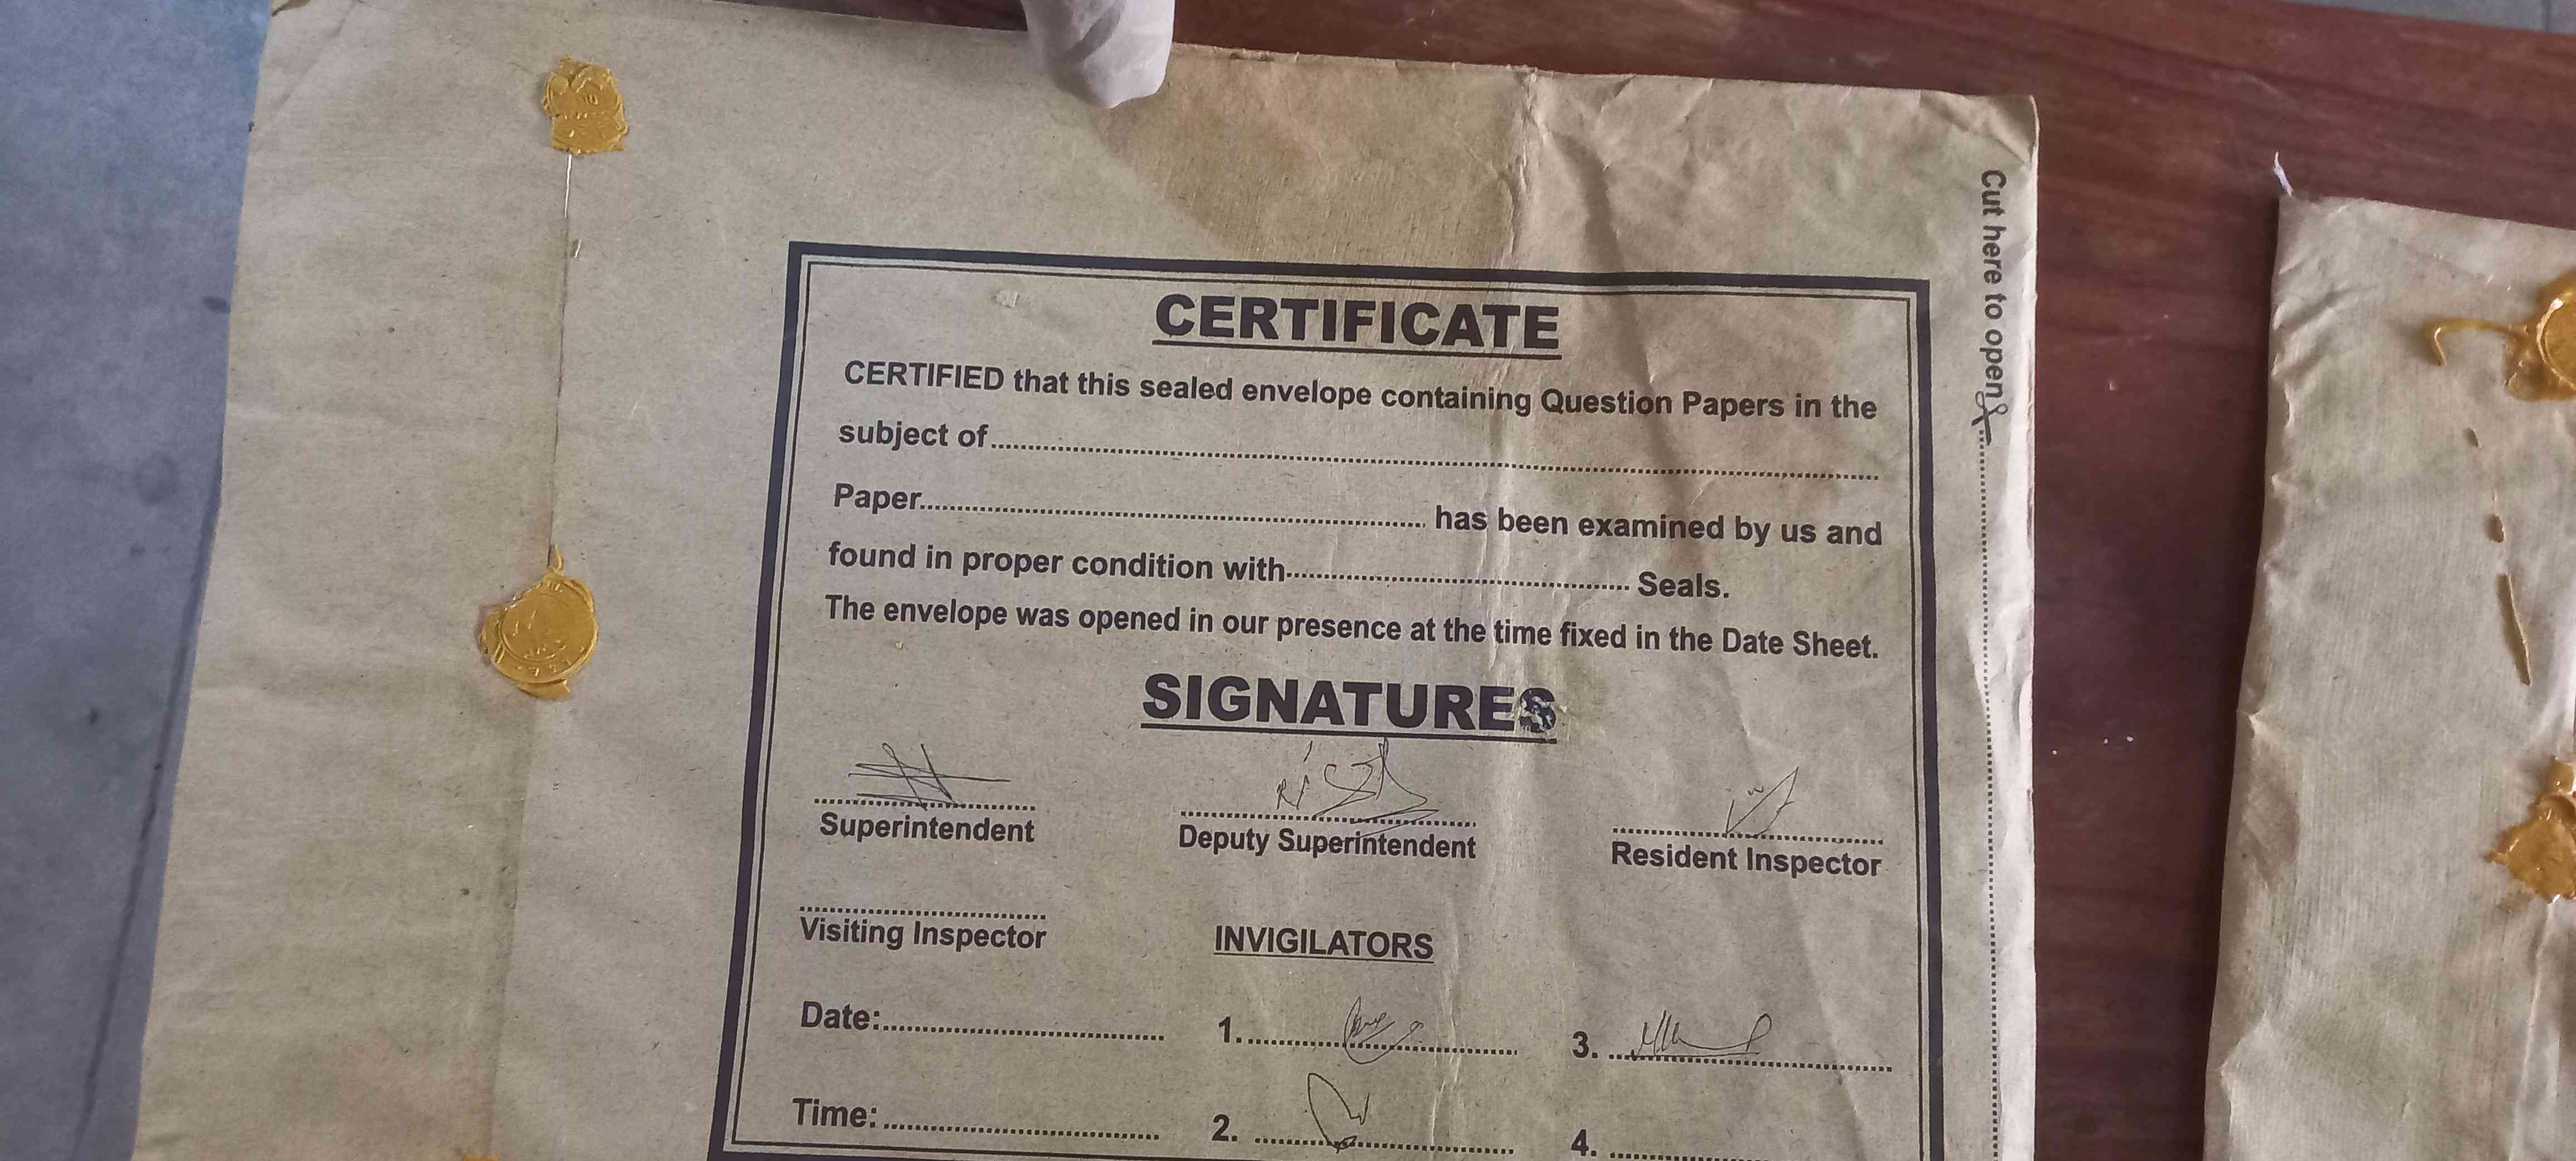 CERTIFICATE
CERTIFIED that this sealed envelope containing Question Papers in the
subject of
Paper has been examined by us and
found in proper condition with Seals.
The envelope was opened in our presence at the time fixed in the Date Sheet.
SIGNATURES
Superintendent Deputy Superintendent Resident Inspector
Visiting Inspector INVIGILATORS
Date: 1. 3.
Time: 2. 4.
Cut here to open